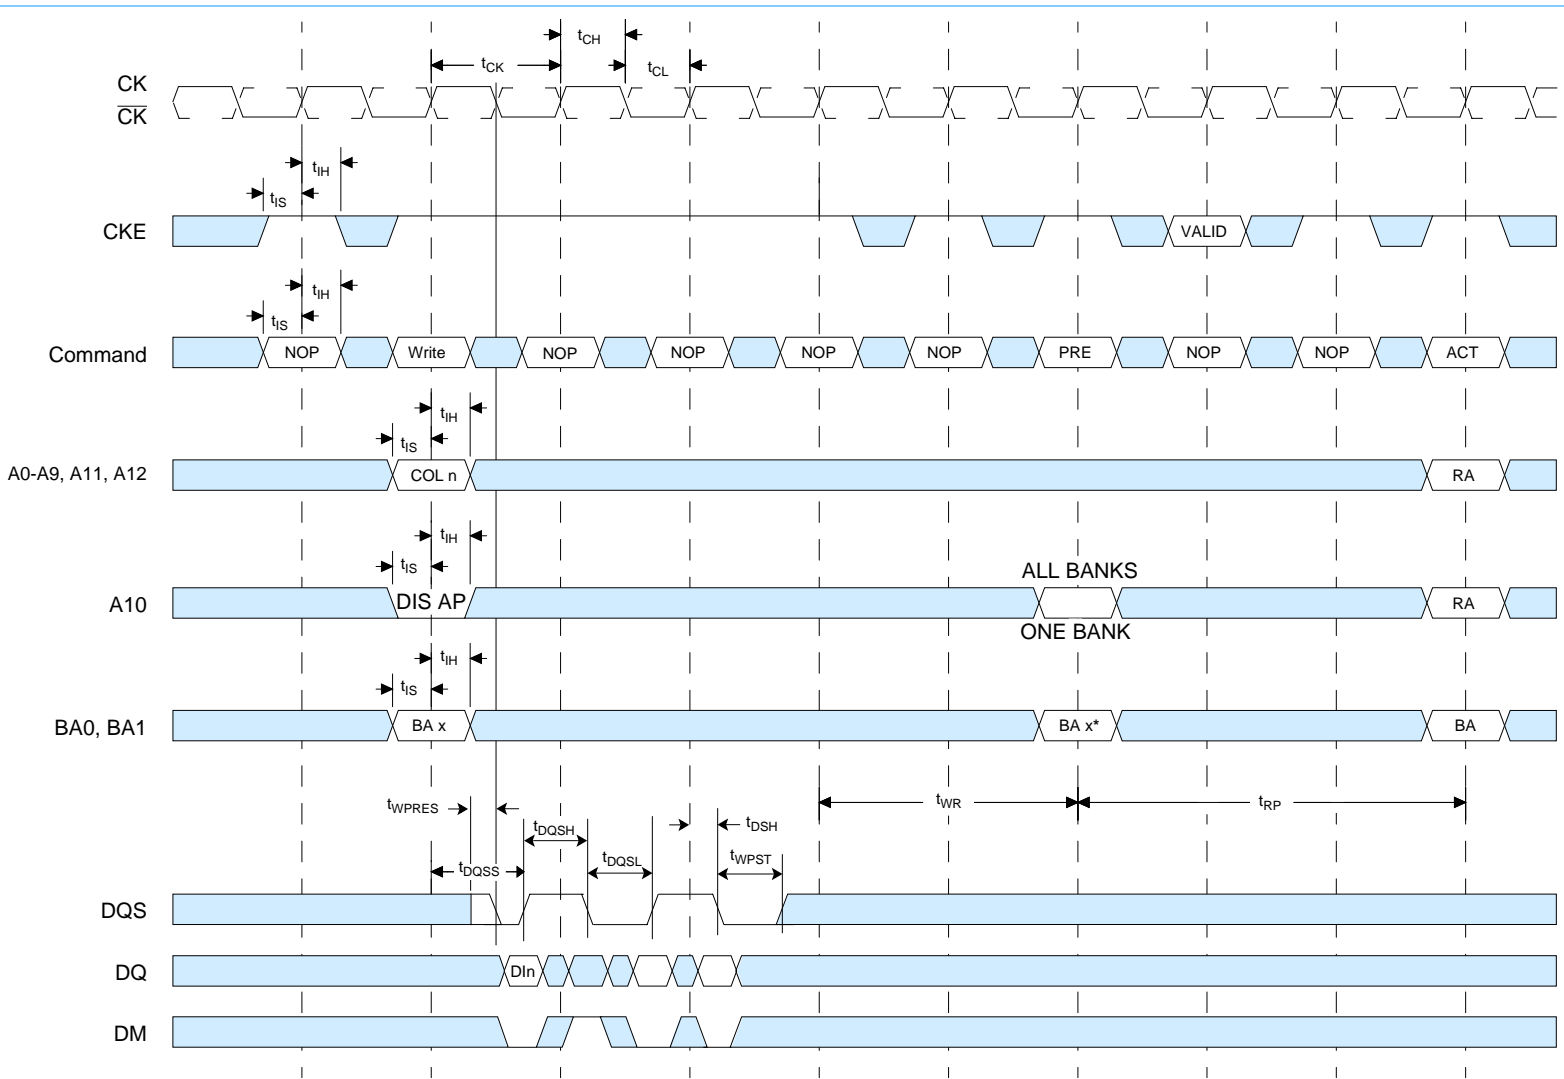 tCH
tCK
tCL
CK
CK
tIH
tIS
CKE
VALID
tIH
tIS
Command
NOP
Write
NOP
NOP
NOP
NOP
PRE
NOP
NOP
ACT
tIH
tIS
A0-A9, A11, A12
COL n
RA
tIH
tIS
ALL BANKS
A10
DIS AP
RA
ONE BANK
tIH
tIS
BA0, BA1
BA x
BA x*
BA
tWPRES
tWR
tRP
tDQSH
tDSH
tDQSS
tDQSL
tWPST
DQS
DQ
DIn
DM